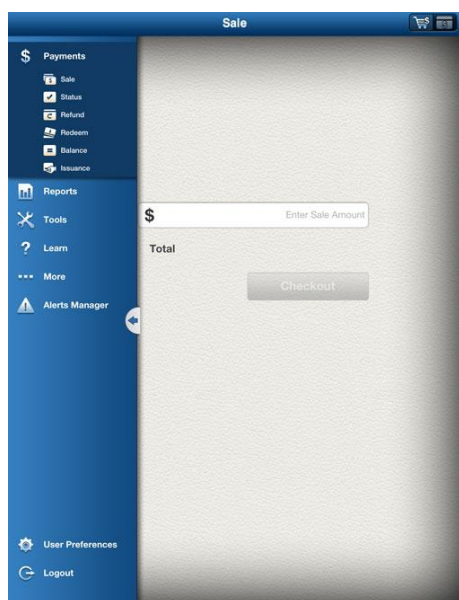 Sale
$ Payments
$ Sale
Status
Refund
Redeem
Balance
Issuance
Reports
Tools
? Learn
More
Alerts Manager
User Preferences
Logout
$ Enter Sale Amount
Total
Checkout